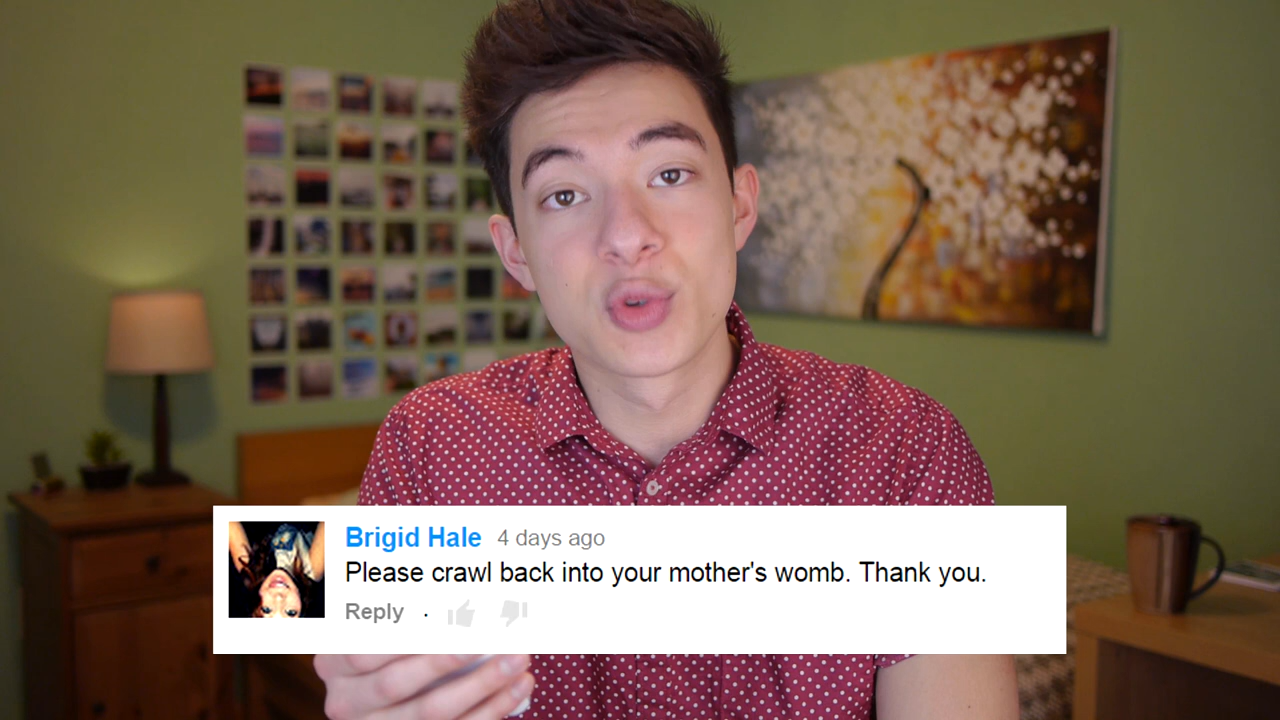 Brigid Hale 4 days ago
Please crawl back into your mother's womb. Thank you.
Reply ·